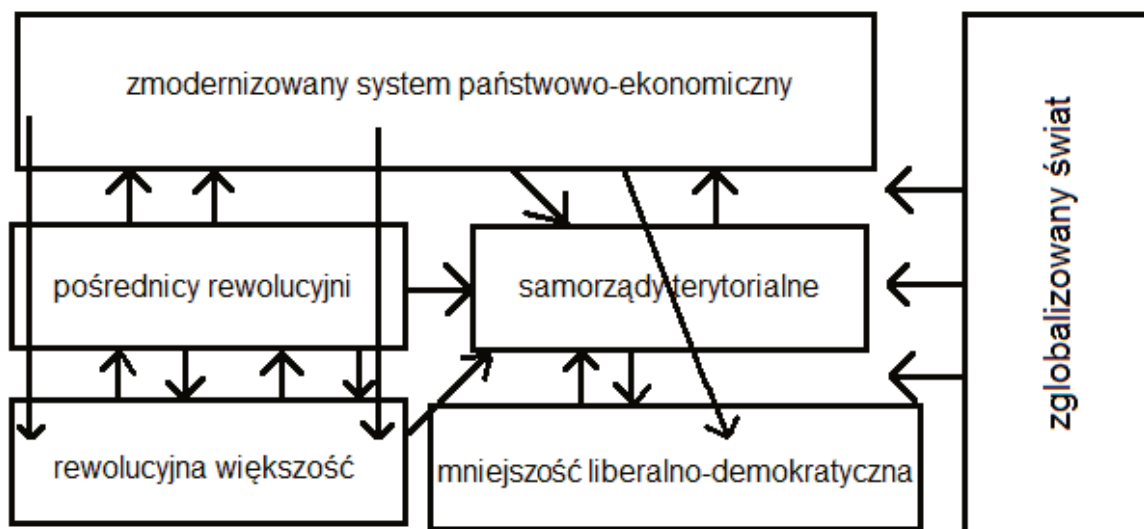 zmodernizowany system państwowo-ekonomiczny
pośrednicy rewolucyjni
samorządy terytorialne
rewolucyjna większość
mniejszość liberalno-demokratyczna
zglobalizowany świat